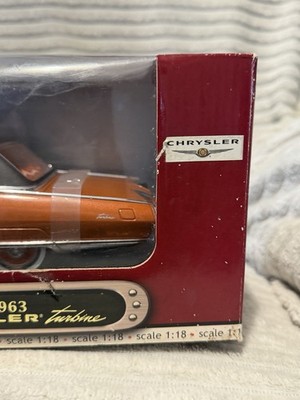 CHRYSLER
963
LER turbine
scale 1:18 ★ scale 1:18 ★ scale 1:18 ★ scale 1:1